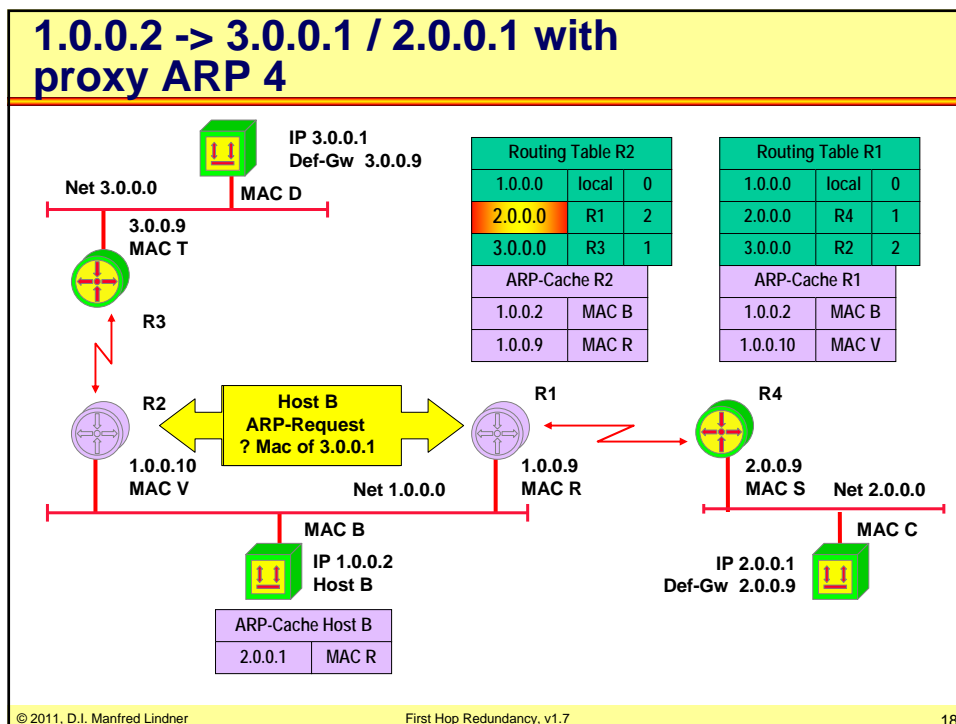 1.0.0.2 -> 3.0.0.1 / 2.0.0.1 with
proxy ARP 4
IP 3.0.0.1
Def-Gw 3.0.0.9
Net 3.0.0.0
MAC D
3.0.0.9
MAC T
R3
Routing Table R2
1.0.0.0 local 0
2.0.0.0 R1 2
3.0.0.0 R3 1
ARP-Cache R2
1.0.0.2 MAC B
1.0.0.9 MAC R
Routing Table R1
1.0.0.0 local 0
2.0.0.0 R4 1
3.0.0.0 R2 2
ARP-Cache R1
1.0.0.2 MAC B
1.0.0.10 MAC V
R2
Host B
ARP-Request
? Mac of 3.0.0.1
R1
R4
1.0.0.10
MAC V
Net 1.0.0.0
1.0.0.9
MAC R
2.0.0.9
MAC S
Net 2.0.0.0
MAC B
MAC C
IP 1.0.0.2
Host B
IP 2.0.0.1
Def-Gw 2.0.0.9
ARP-Cache Host B
2.0.0.1 MAC R
© 2011, D.I. Manfred Lindner
First Hop Redundancy, v1.7
18